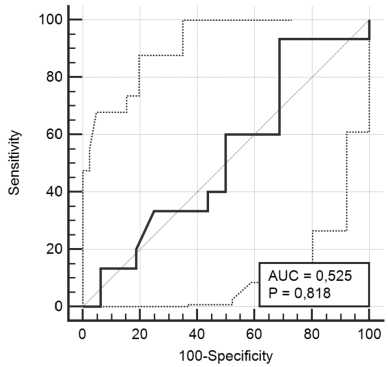 100
80
60
40
20
0
Sensitivity
AUC = 0,525
P = 0,818
0 20 40 60 80 100
100-Specificity